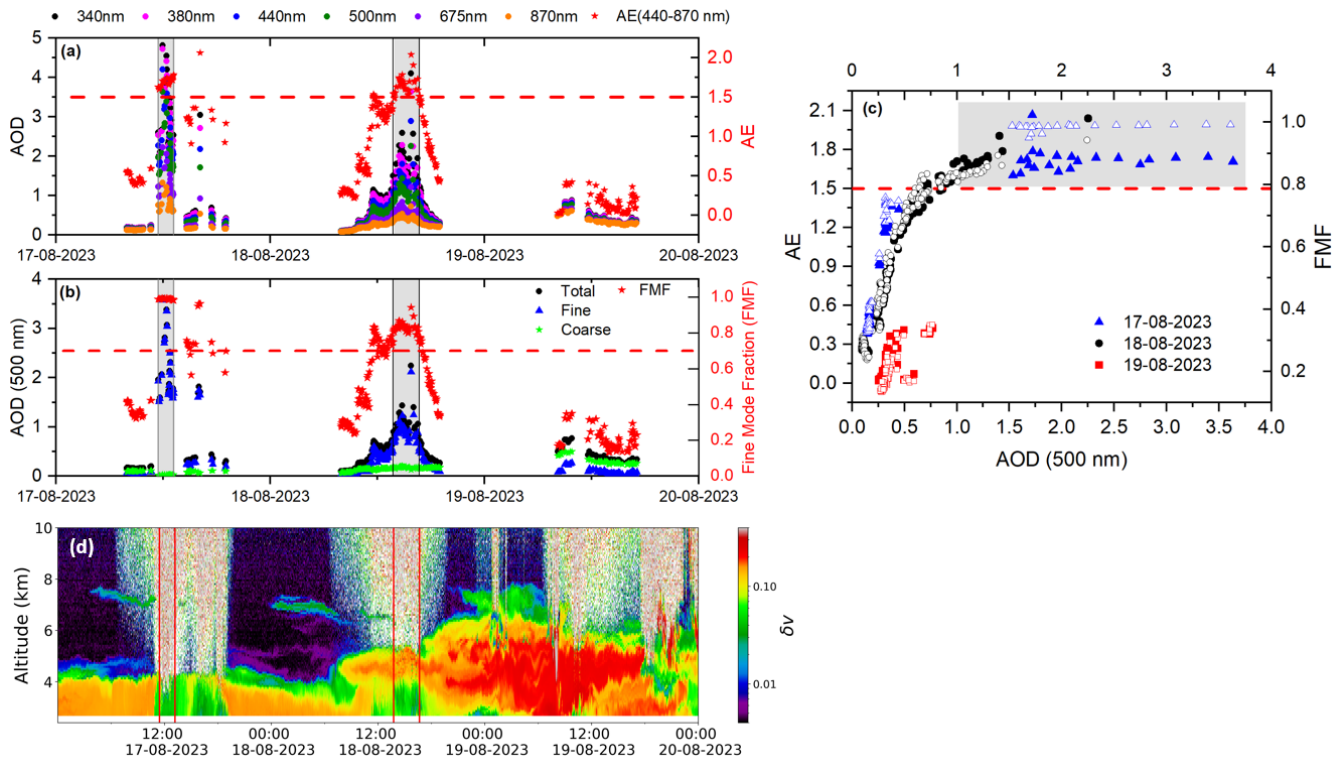 340nm 380nm 440nm 500nm 675nm 870nm AE(440-870 nm)
(a)
AOD
5
4
3
2
1
0
2.0
1.5
1.0
0.5
0.0
AE
17-08-2023 18-08-2023 19-08-2023 20-08-2023
(b)
Total FMF
Fine
Coarse
AOD (500 nm)
4
3
2
1
0
1.0
0.8
0.6
0.4
0.2
0.0
Fine Mode Fraction (FMF)
17-08-2023 18-08-2023 19-08-2023 20-08-2023
0 1 2 3 4
(c)
AE
2.1
1.8
1.5
1.2
0.9
0.6
0.3
0.0
1.0
0.8
0.6
0.4
0.2
FMF
17-08-2023
18-08-2023
19-08-2023
0.0 0.5 1.0 1.5 2.0 2.5 3.0 3.5 4.0
AOD (500 nm)
(d)
Altitude (km)
10
8
6
4
0.10
0.01
δv
12:00 00:00 12:00 00:00 12:00 00:00
17-08-2023 18-08-2023 18-08-2023 19-08-2023 19-08-2023 20-08-2023